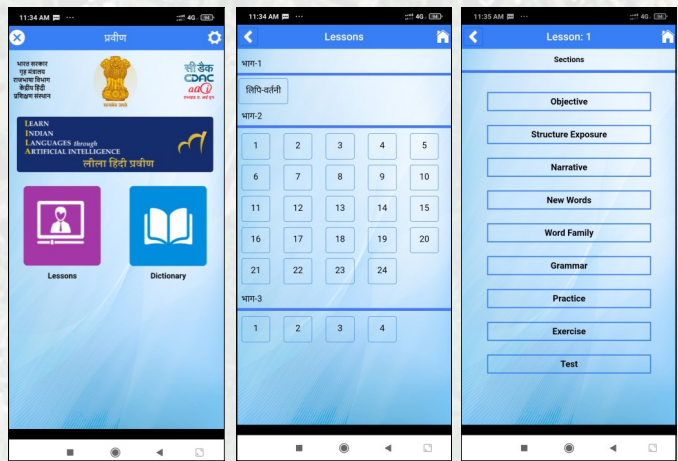 11:34 AM
4G 94
प्रवीण
भारत सरकार
गृह मंत्रालय
राजभाषा विभाग
केंद्रीय हिंदी
प्रशिक्षण संस्थान
सत्यमेव जयते
सी डैक
CDAC
LEARN
INDIAN
LANGUAGES through
ARTIFICIAL INTELLIGENCE
लीला हिंदी प्रवीण
Lessons
Dictionary
11:34 AM
4G
Lessons
भाग-1
लिपि-वर्तनी
भाग-2
1 2 3 4 5
6 7 8 9 10
11 12 13 14 15
16 17 18 19 20
21 22 23 24
भाग-3
1 2 3 4
11:35 AM
4G
Lesson: 1
Sections
Objective
Structure Exposure
Narrative
New Words
Word Family
Grammar
Practice
Exercise
Test